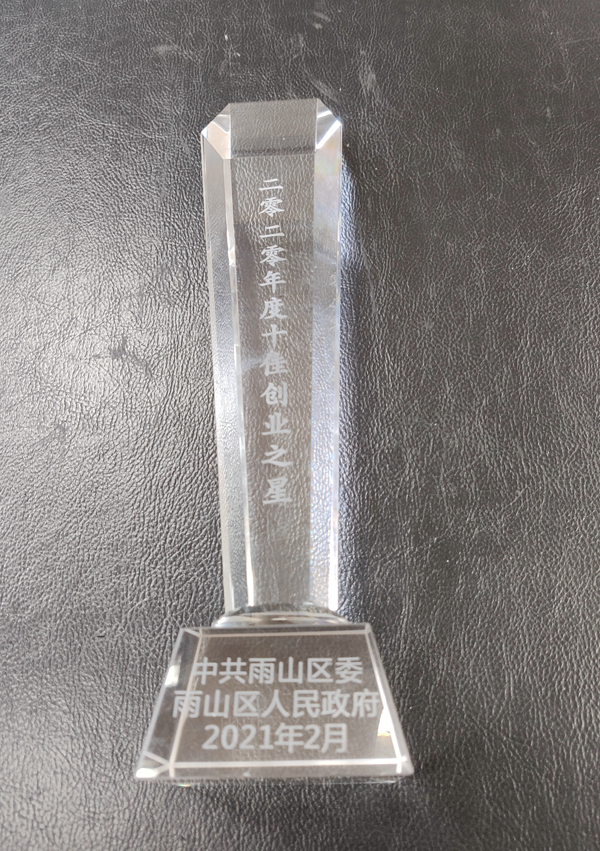 二零二零年度十佳创业之星
中共雨山区委
雨山区人民政府
2021年2月